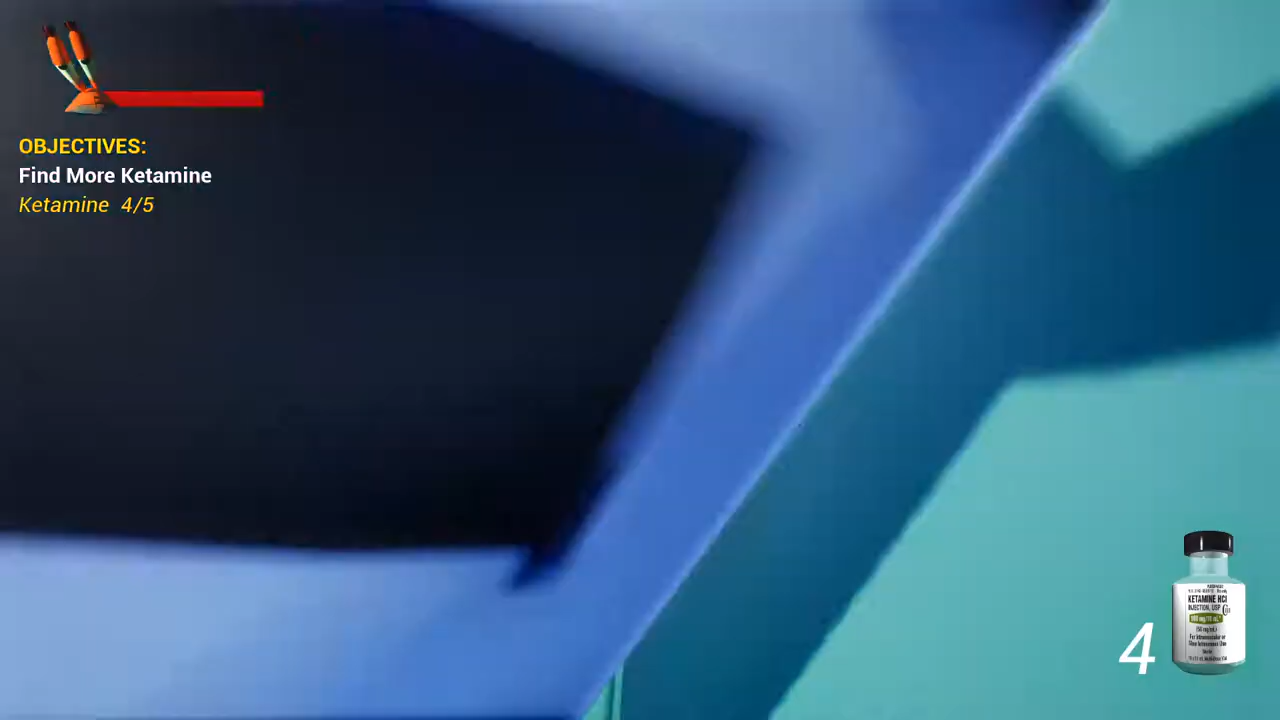 OBJECTIVES:
Find More Ketamine
Ketamine 4/5
4
KETAMINE HCl
INJECTION, USP